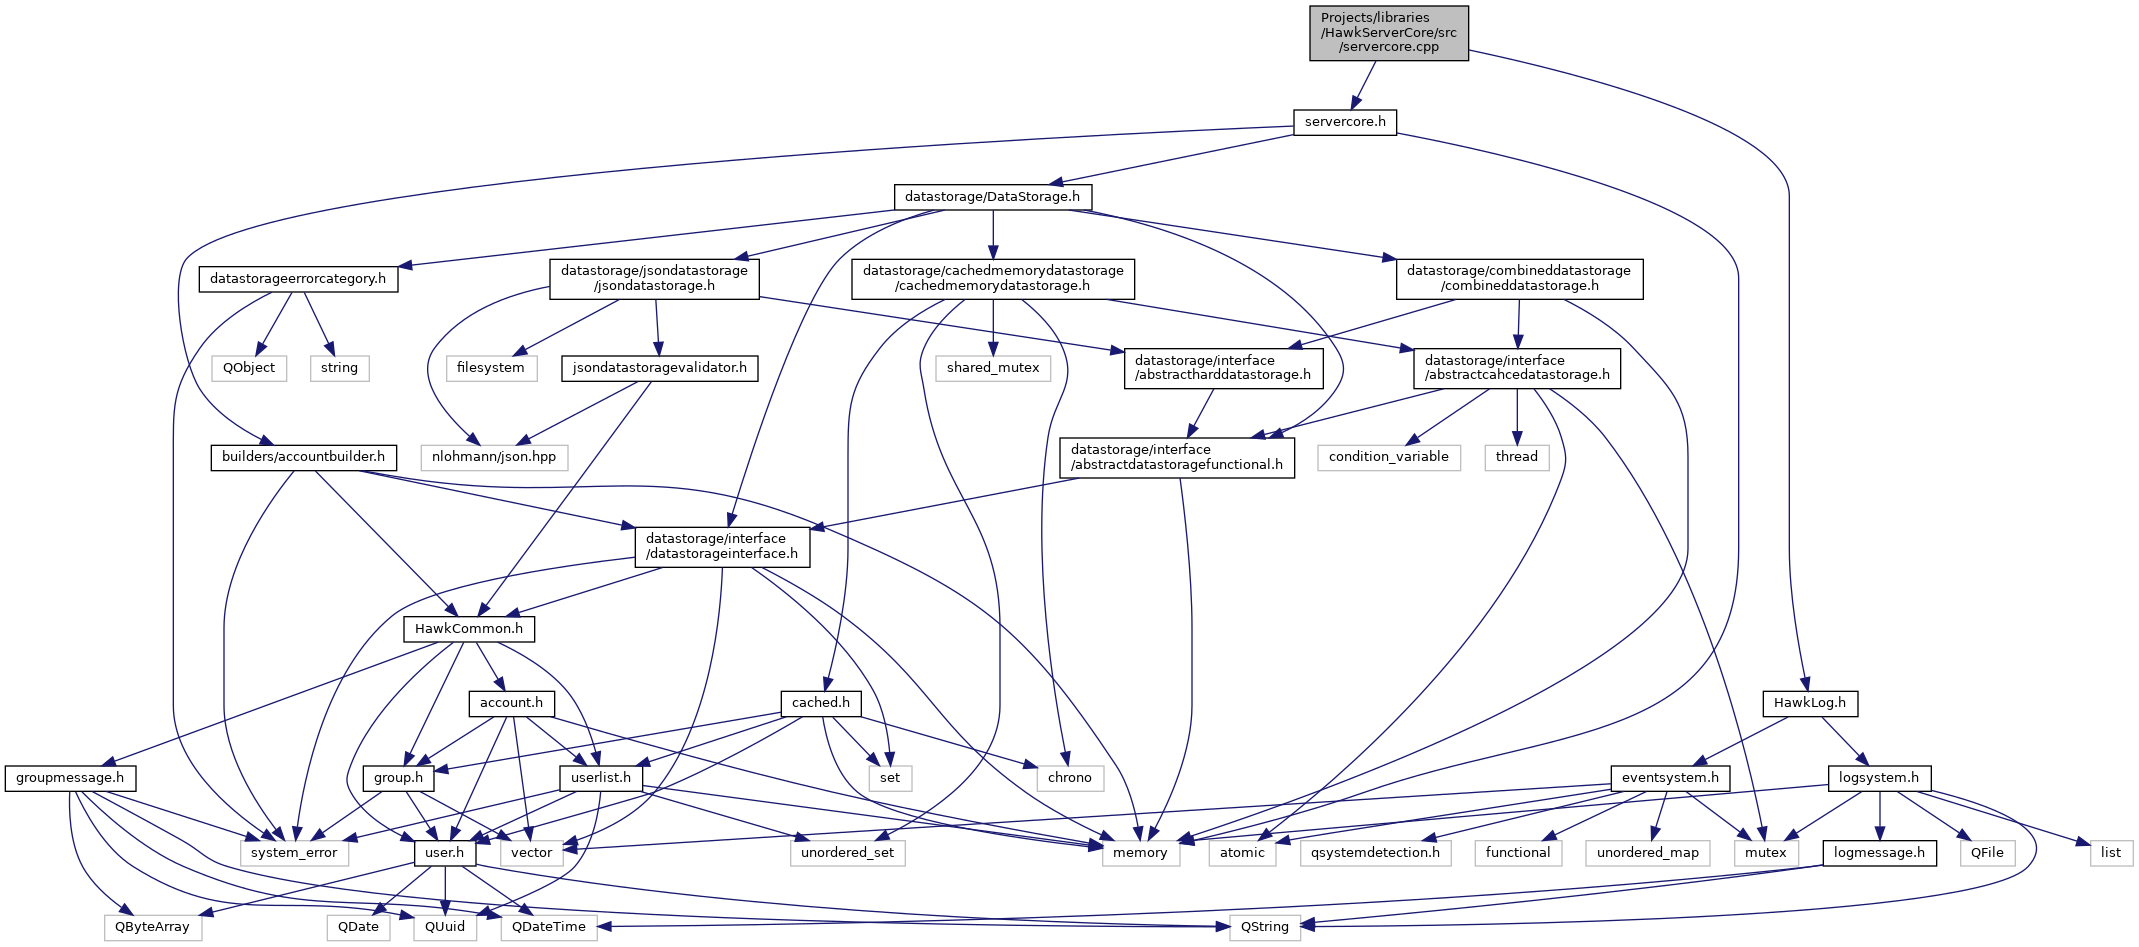 Projects/libraries
/HawkServerCore/src
/servercore.cpp
servercore.h
datastorage/DataStorage.h
datastorageerrorcategory.h
datastorage/jsondatastorage
/jsondatastorage.h
datastorage/cachedmemorydatastorage
/cachedmemorydatastorage.h
datastorage/combineddatastorage
/combineddatastorage.h
QObject
string
filesystem
jsondatastoragevalidator.h
shared_mutex
datastorage/interface
/abstractharddatastorage.h
datastorage/interface
/abstractcahcedatastorage.h
builders/accountbuilder.h
nlohmann/json.hpp
datastorage/interface
/abstractdatastoragefunctional.h
condition_variable
thread
datastorage/interface
/datastorageinterface.h
HawkCommon.h
account.h
cached.h
HawkLog.h
groupmessage.h
group.h
userlist.h
set
chrono
eventsystem.h
logsystem.h
system_error
user.h
vector
unordered_set
memory
atomic
qsystemdetection.h
functional
unordered_map
mutex
logmessage.h
QFile
list
QByteArray
QDate
QUuid
QDateTime
QString